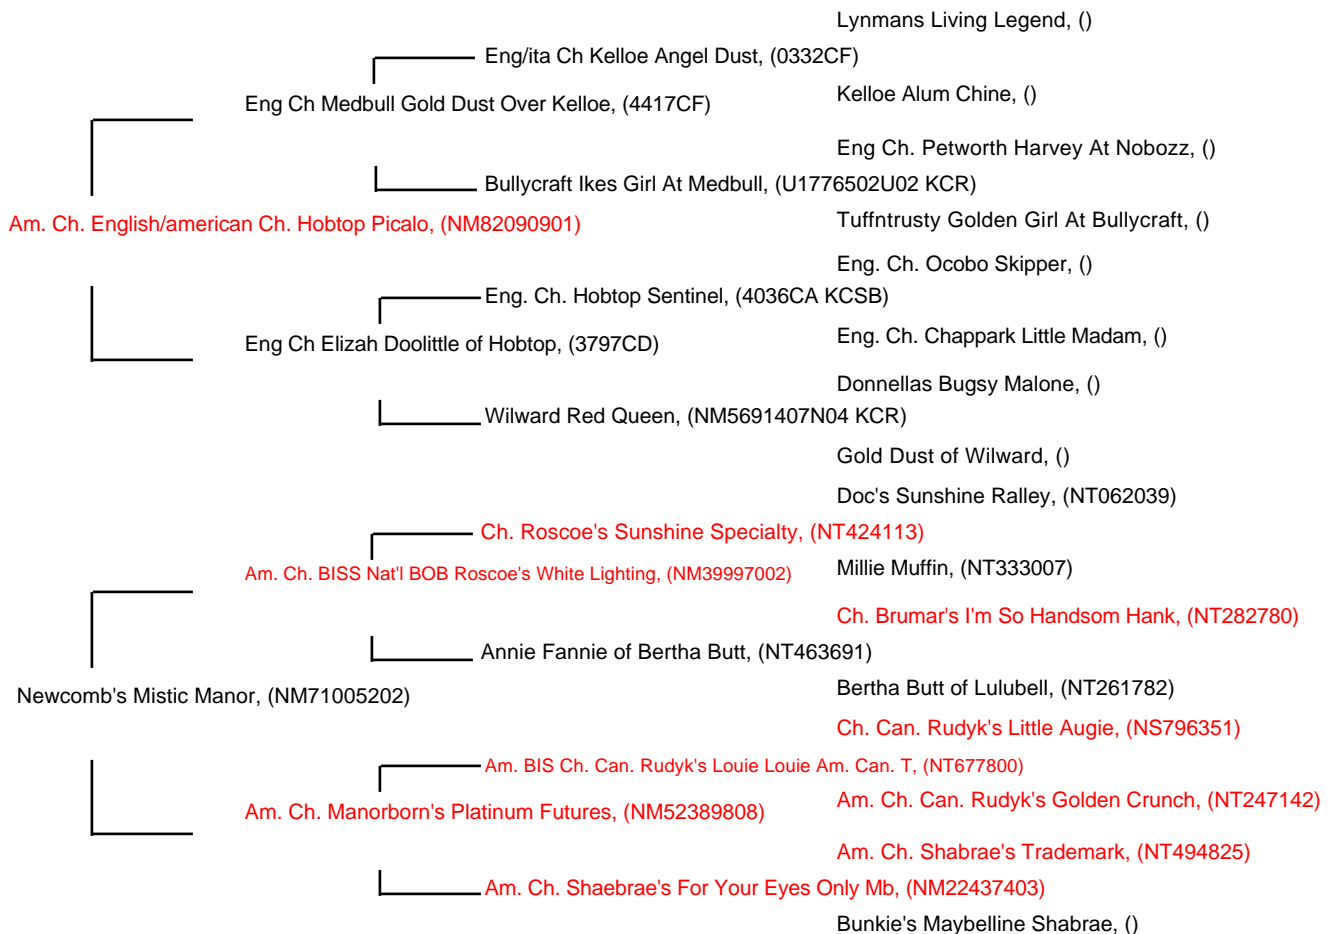 Lynmans Living Legend, ()
Eng/ita Ch Kelloe Angel Dust, (0332CF)
Kelloe Alum Chine, ()
Eng Ch Medbull Gold Dust Over Kelloe, (4417CF)
Eng Ch. Petworth Harvey At Nobozz, ()
Bullycraft Ikes Girl At Medbull, (U1776502U02 KCR)
Tuffntrusty Golden Girl At Bullycraft, ()
Am. Ch. English/american Ch. Hobtop Picalo, (NM82090901)
Eng. Ch. Ocobo Skipper, ()
Eng. Ch. Hobtop Sentinel, (4036CA KCSB)
Eng. Ch. Chappark Little Madam, ()
Eng Ch Elizah Doolittle of Hobtop, (3797CD)
Donnellas Bugsy Malone, ()
Wilward Red Queen, (NM5691407N04 KCR)
Gold Dust of Wilward, ()
Doc's Sunshine Ralley, (NT062039)
Ch. Roscoe's Sunshine Specialty, (NT424113)
Millie Muffin, (NT333007)
Am. Ch. BISS Nat'l BOB Roscoe's White Lighting, (NM39997002)
Ch. Brumar's I'm So Handsom Hank, (NT282780)
Annie Fannie of Bertha Butt, (NT463691)
Bertha Butt of Lulubell, (NT261782)
Newcomb's Mistic Manor, (NM71005202)
Ch. Can. Rudyk's Little Augie, (NS796351)
Am. BIS Ch. Can. Rudyk's Louie Louie Am. Can. T, (NT677800)
Am. Ch. Can. Rudyk's Golden Crunch, (NT247142)
Am. Ch. Manorborn's Platinum Futures, (NM52389808)
Am. Ch. Shabrae's Trademark, (NT494825)
Am. Ch. Shaebrae's For Your Eyes Only Mb, (NM22437403)
Bunkie's Maybelline Shabrae, ()